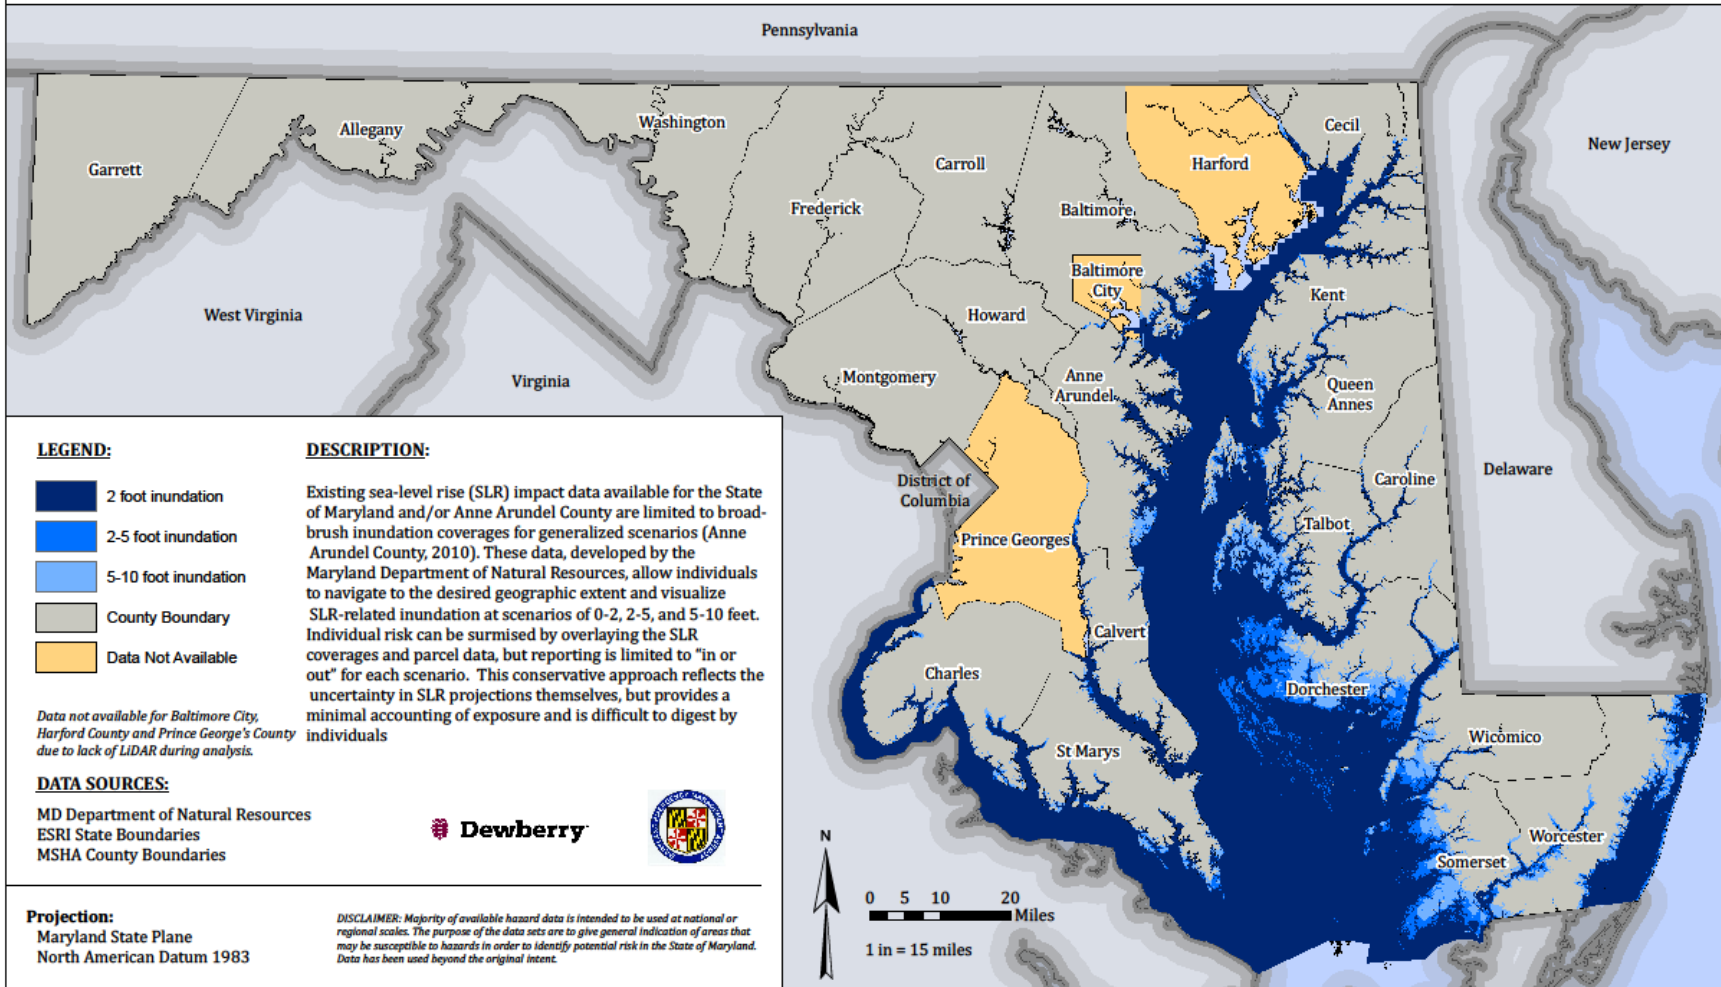 Pennsylvania
New Jersey
Garrett
Allegany
Washington
Frederick
Carroll
Baltimore
Harford
Cecil
Baltimore
City
Kent
Howard
West Virginia
Virginia
Montgomery
Anne
Arundel
Queen
Annes
Delaware
District of
Columbia
Caroline
Talbot
Prince Georges
Calvert
Charles
Dorchester
St Marys
Wicomico
Worcester
Somerset
LEGEND:
2 foot inundation
2-5 foot inundation
5-10 foot inundation
County Boundary
Data Not Available
Data not available for Baltimore City,
Harford County and Prince George's County
due to lack of LiDAR during analysis.
DATA SOURCES:
MD Department of Natural Resources
ESRI State Boundaries
MSHA County Boundaries
DESCRIPTION:
Existing sea-level rise (SLR) impact data available for the State
of Maryland and/or Anne Arundel County are limited to broad-
brush inundation coverages for generalized scenarios (Anne
Arundel County, 2010). These data, developed by the
Maryland Department of Natural Resources, allow individuals
to navigate to the desired geographic extent and visualize
SLR-related inundation at scenarios of 0-2, 2-5, and 5-10 feet.
Individual risk can be surmised by overlaying the SLR
coverages and parcel data, but reporting is limited to "in or
out" for each scenario. This conservative approach reflects the
uncertainty in SLR projections themselves, but provides a
minimal accounting of exposure and is difficult to digest by
individuals
Dewberry
Projection:
Maryland State Plane
North American Datum 1983
DISCLAIMER: Majority of available hazard data is intended to be used at national or
regional scales. The purpose of the data sets are to give general indication of areas that
may be susceptible to hazards in order to identify potential risk in the State of Maryland.
Data has been used beyond the original intent.
N
0 5 10 20
Miles
1 in = 15 miles